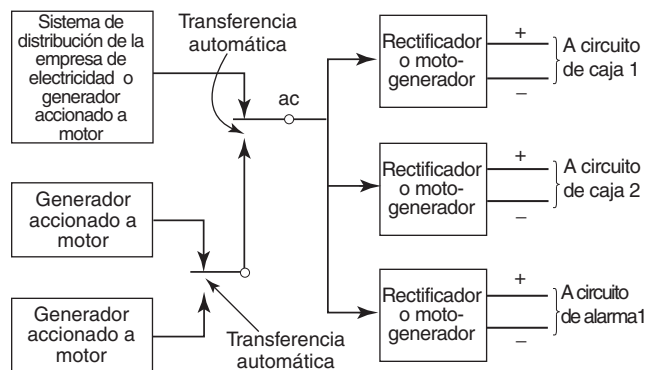 Sistema de
distribución de la
empresa de
electricidad o
generador
accionado a
motor
Transferencia
automática
ac
Rectificador
o moto-
generador
+
−
A circuito
de caja 1
Generador
accionado a
motor
Rectificador
o moto-
generador
+
−
A circuito
de caja 2
Generador
accionado a
motor
Transferencia
automática
Rectificador
o moto-
generador
+
−
A circuito
de alarma1